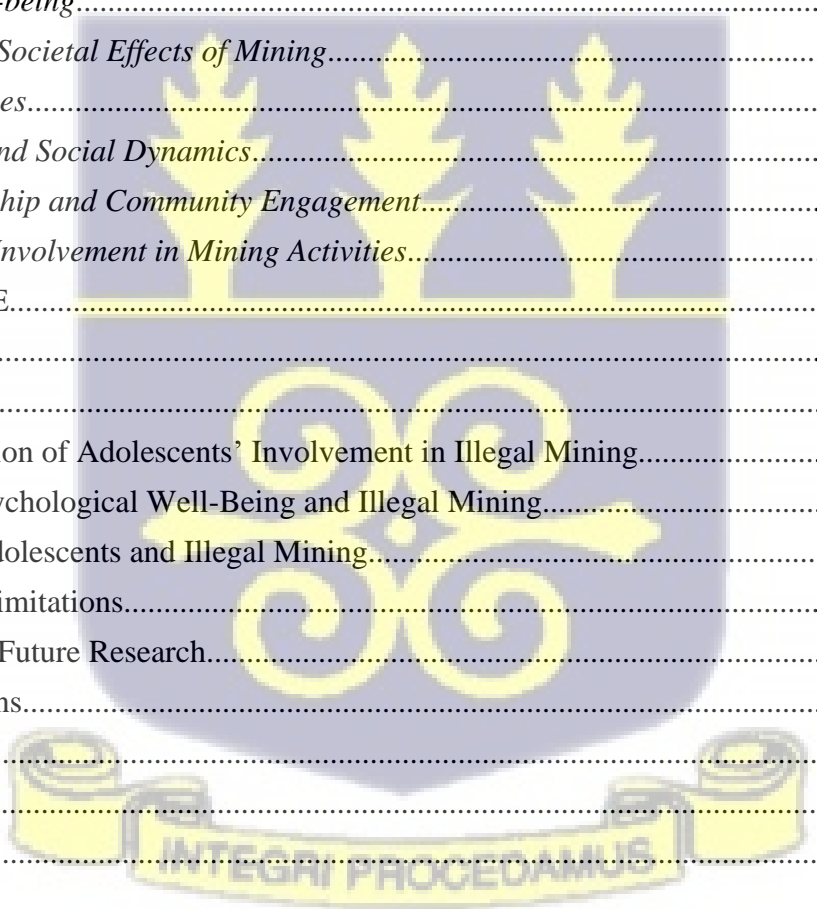 -being................................................
Societal Effects of Mining................................................
es................................................
nd Social Dynamics................................................
hip and Community Engagement................................................
Involvement in Mining Activities................................................
E................................................
................................................
................................................
ion of Adolescents’ Involvement in Illegal Mining................................................
ychological Well-Being and Illegal Mining................................................
dolescents and Illegal Mining................................................
imitations................................................
Future Research................................................
ns................................................
................................................
................................................
................................................
INTEGRI PROCEDAMUS